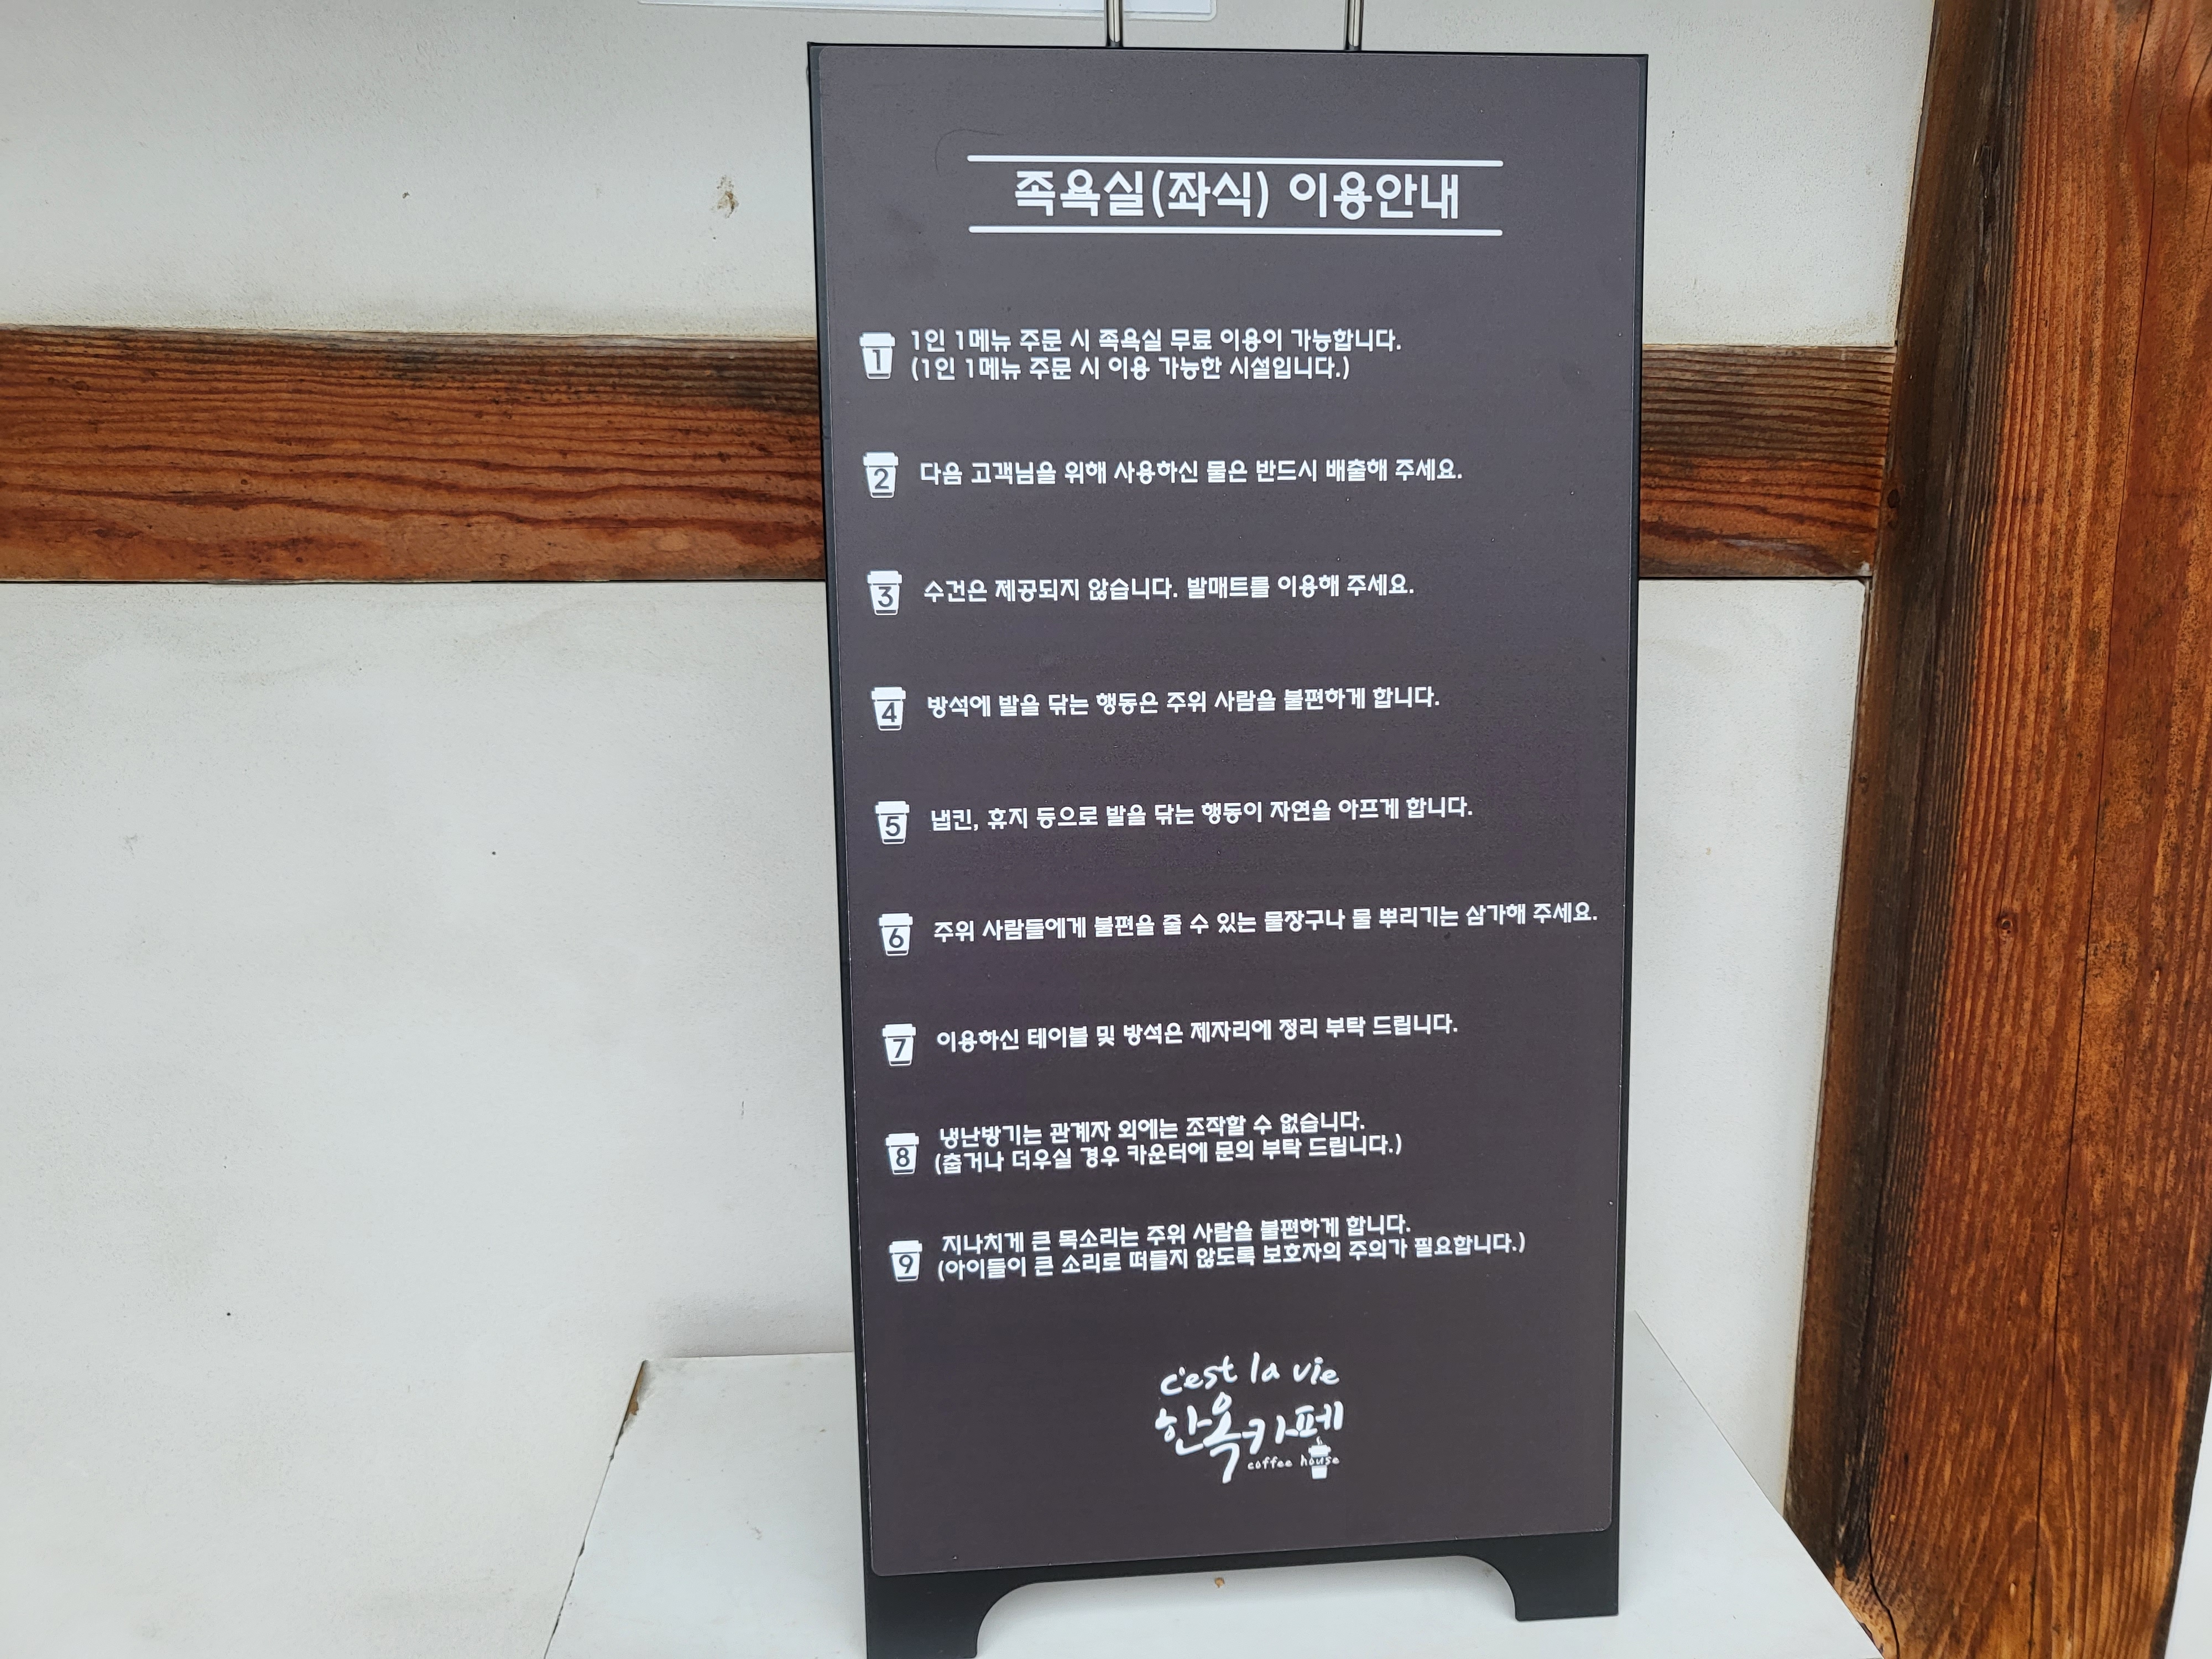 족욕실(좌식) 이용안내
1 1인 1메뉴 주문 시 족욕실 무료 이용이 가능합니다.
(1인 1메뉴 주문 시 이용 가능한 시설입니다.)
2 다음 고객님을 위해 사용하신 물은 반드시 배출해 주세요.
3 수건은 제공되지 않습니다. 발매트를 이용해 주세요.
4 방석에 발을 닦는 행동은 주위 사람을 불편하게 합니다.
5 냅킨, 휴지 등으로 발을 닦는 행동이 자연을 아프게 합니다.
6 주위 사람들에게 불편을 줄 수 있는 물장구나 물 뿌리기는 삼가해 주세요.
7 이용하신 테이블 및 방석은 제자리에 정리 부탁 드립니다.
8 냉난방기는 관계자 외에는 조작할 수 없습니다.
(춥거나 더우실 경우 카운터에 문의 부탁 드립니다.)
9 지나치게 큰 목소리는 주위 사람을 불편하게 합니다.
(아이들이 큰 소리로 떠들지 않도록 보호자의 주의가 필요합니다.)
c'est la vie
한옥카페
coffee house